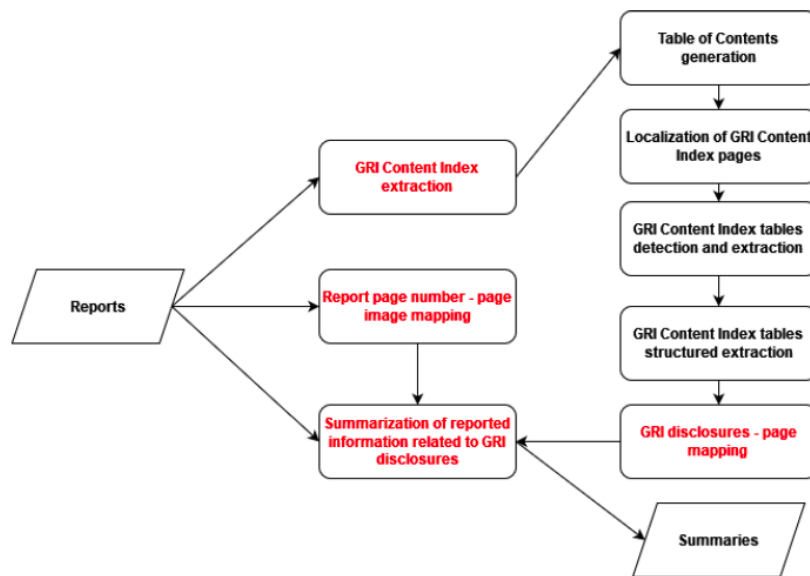 Table of Contents
generation
Localization of GRI Content
Index pages
GRI Content Index
extraction
GRI Content Index tables
detection and extraction
Reports
Report page number - page
image mapping
GRI Content Index tables
structured extraction
Summarization of reported
information related to GRI
disclosures
GRI disclosures - page
mapping
Summaries